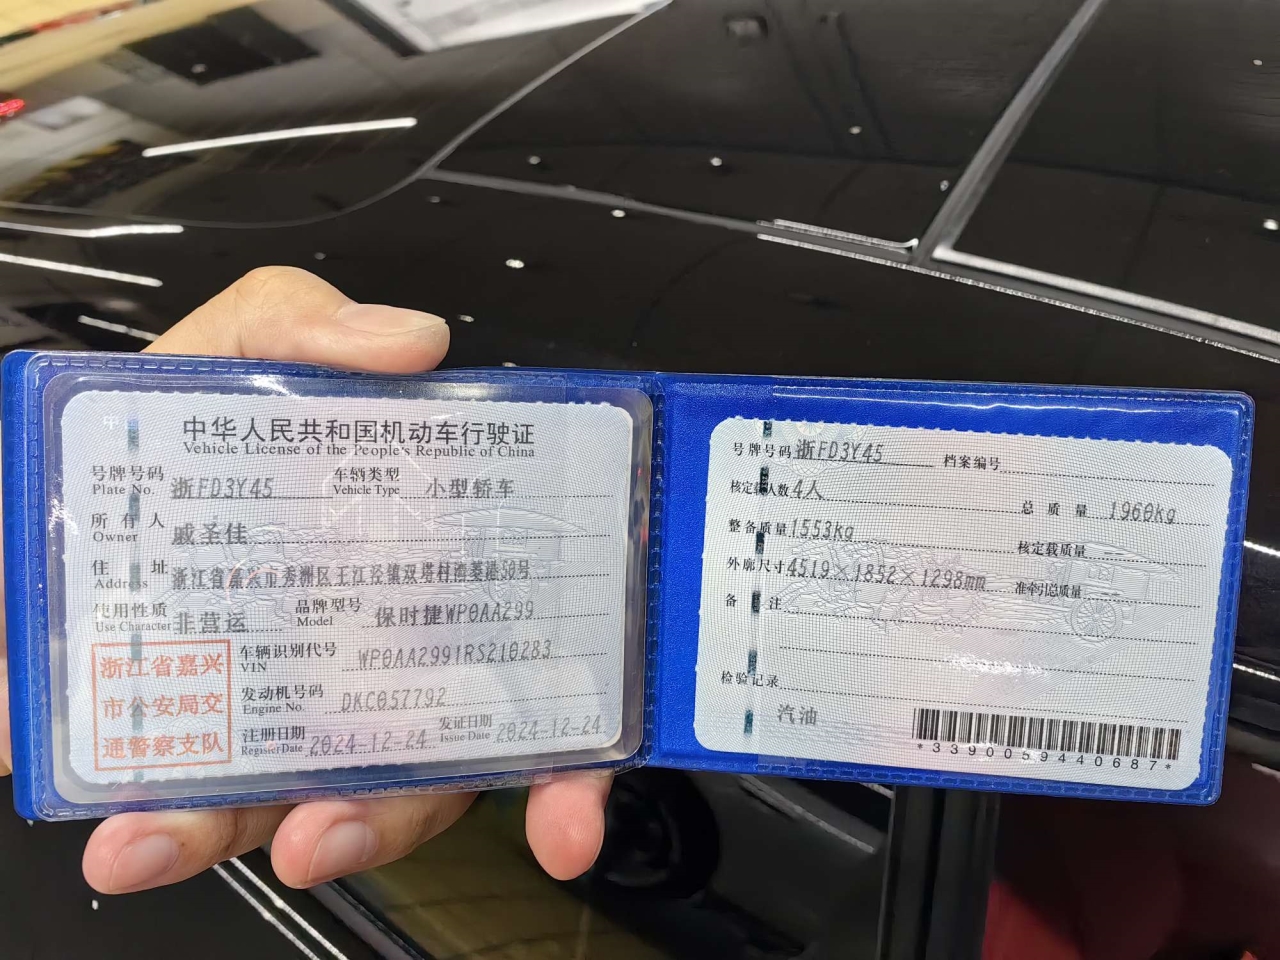 中华人民共和国机动车行驶证
Vehicle License of the People's Republic of China
号牌号码 浙FD3Y45 车辆类型 小型轿车
Plate No. Vehicle Type
所有人 戚圣佳
Owner
住址 浙江省嘉兴市秀洲区王江泾镇双塔村南菱港50号
Address
使用性质 非营运 品牌型号 保时捷WP0AA299
Use Character Model
车辆识别代号 WP0AA2991RS210283
VIN
发动机号码 DKC057792
Engine No.
注册日期 2024-12-24 发证日期 2024-12-24
Register Date Issue Date
浙江省嘉兴
市公安局交
通警察支队
号牌号码 浙FD3Y45 档案编号
核定载人数 4人 总质量 1960kg
整备质量 1553kg 核定载质量 --
外廓尺寸 4519×1852×1298mm 准牵引总质量
备注
检验记录
汽油
*3390059440687*